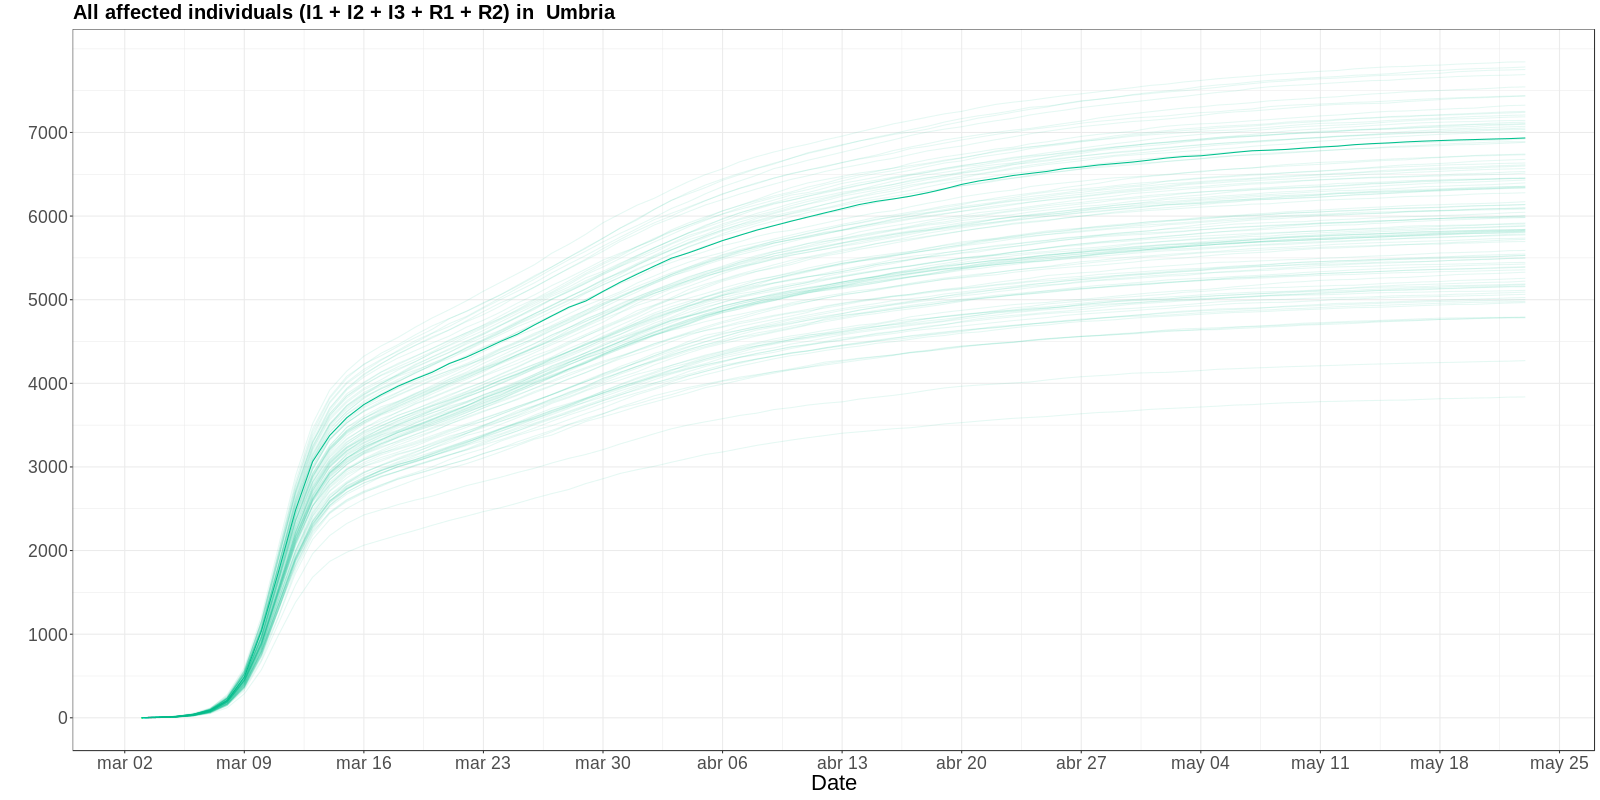 All affected individuals (I1 + I2 + I3 + R1 + R2) in  Umbria
7000
6000
5000
4000
3000
2000
1000
0
mar 02 mar 09 mar 16 mar 23 mar 30 abr 06 abr 13 abr 20 abr 27 may 04 may 11 may 18 may 25
Date